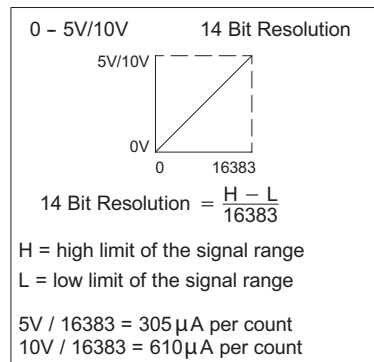 0 – 5V/10V 14 Bit Resolution
5V/10V
0V
0 16383
14 Bit Resolution = H – L / 16383
H = high limit of the signal range
L = low limit of the signal range
5V / 16383 = 305µA per count
10V / 16383 = 610µA per count